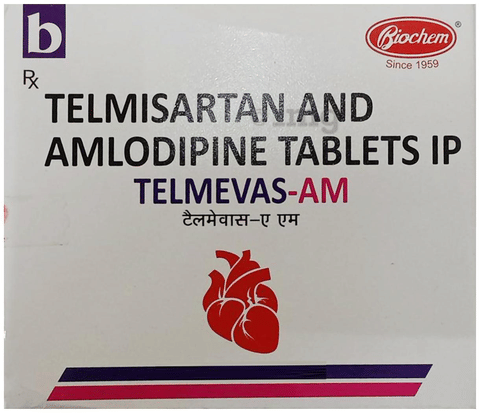 b
Biochem®
Since 1959
Rx
TELMISARTAN AND
AMLODIPINE TABLETS IP
TELMEVAS-AM
टैलमेवास-ए एम